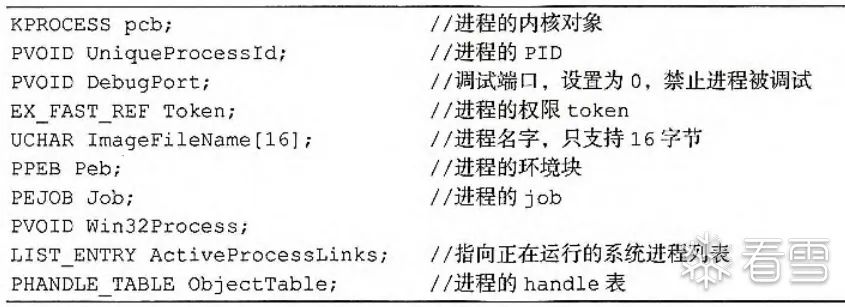 KPROCESS pcb; //进程的内核对象
PVOID UniqueProcessId; //进程的 PID
PVOID DebugPort; //调试端口，设置为 0，禁止进程被调试
EX_FAST_REF Token; //进程的权限 token
UCHAR ImageFileName[16]; //进程名字，只支持 16 字节
PPEB Peb; //进程的环境块
PEJOB Job; //进程的 job
PVOID Win32Process;
LIST_ENTRY ActiveProcessLinks; //指向正在运行的系统进程列表
PHANDLE_TABLE ObjectTable; //进程的 handle 表
看雪